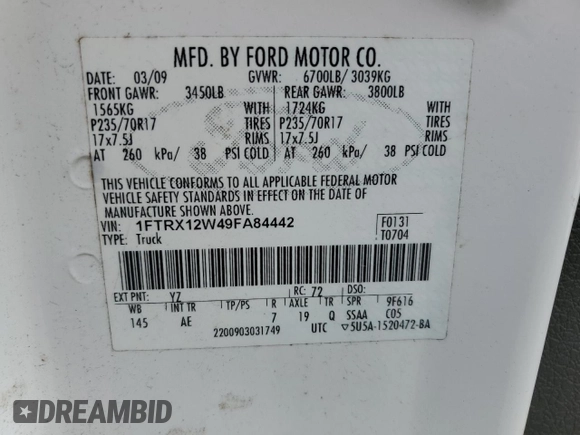 MFD. BY FORD MOTOR CO.
DATE: 03/09 GVWR: 6700LB/ 3039KG
FRONT GAWR: 3450LB REAR GAWR: 3800LB
1565KG WITH 1724KG WITH
P235/70R17 TIRES P235/70R17 TIRES
17x7.5J RIMS 17x7.5J RIMS
AT 260 kPa/ 38 PSI COLD AT 260 kPa/ 38 PSI COLD
THIS VEHICLE CONFORMS TO ALL APPLICABLE FEDERAL MOTOR
VEHICLE SAFETY STANDARDS IN EFFECT ON THE DATE OF
MANUFACTURE SHOWN ABOVE.
VIN: 1FTRX12W49FA84442 F0131
TYPE: Truck T0704
EXT PNT: YZ RC: 72 DSO:
WB INT TR TP/PS R AXLE TR SPR 9F616
145 AE 7 19 Q SSAA C05
2200903031749 UTC ▽5U5A-1520472-BA
DREAMBID